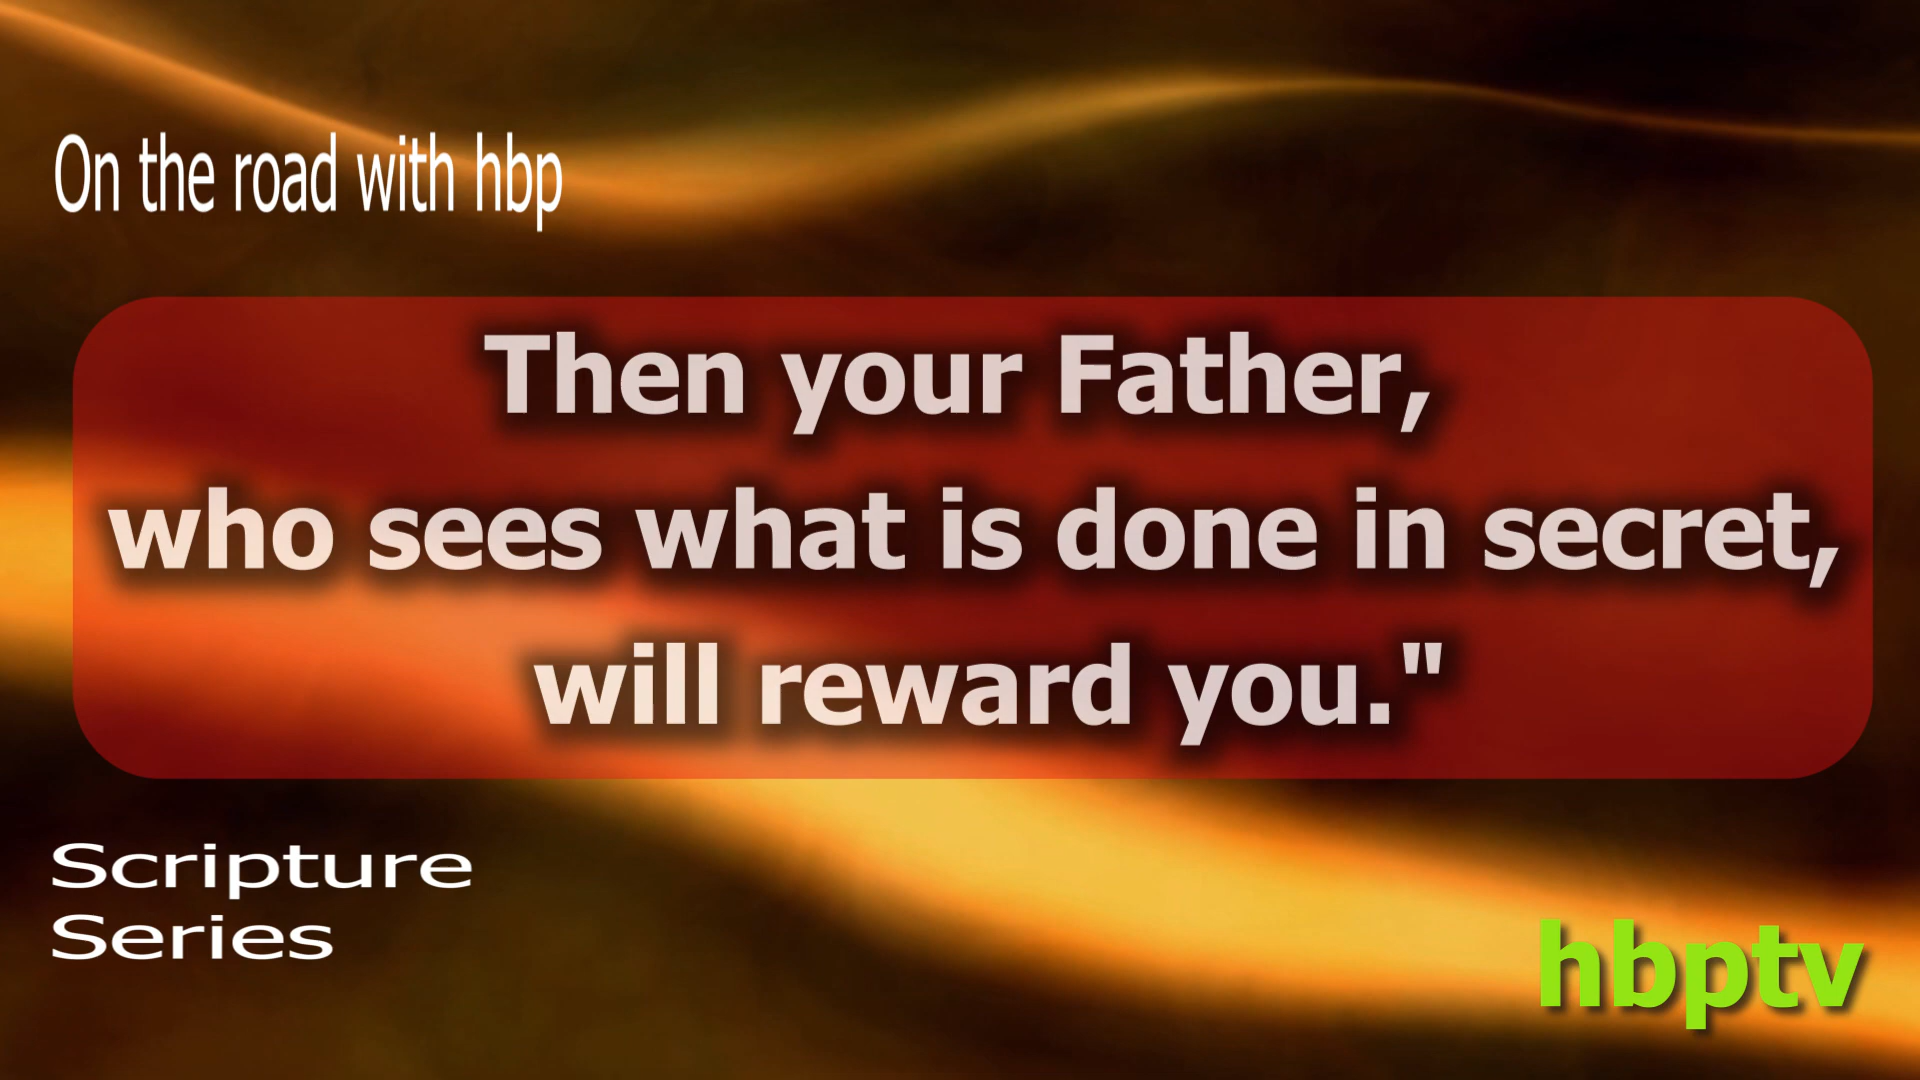 On the road with hbp
Then your Father,
who sees what is done in secret,
will reward you."
Scripture
Series
hbptv